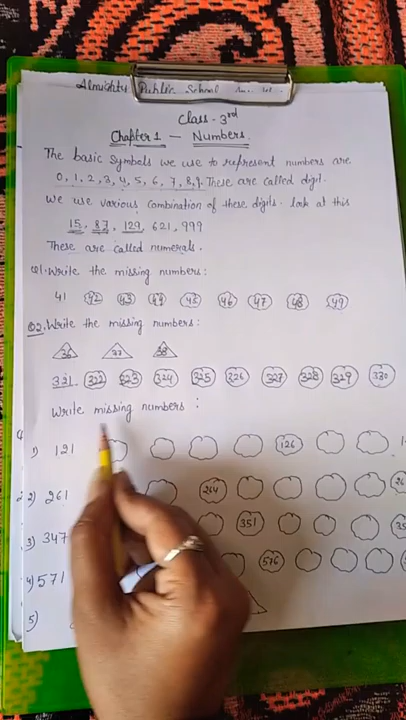 Almighty Public School
Class - 3rd
Chapter 1 — Numbers.
The basic symbols we use to represent numbers are
0, 1, 2, 3, 4, 5, 6, 7, 8, 9. These are called digit.
We use various combination of these digits. look at this
15, 87, 129, 621, 999
These are called numerals.
Q1. Write the missing numbers:
41 42 43 44 45 46 47 48 49
Q2. Write the missing numbers:
36 37 38
321 322 323 324 325 326 327 328 329 330
Write missing numbers :
1) 121 126
2) 261 264
3) 347 351
4) 571 576
5)